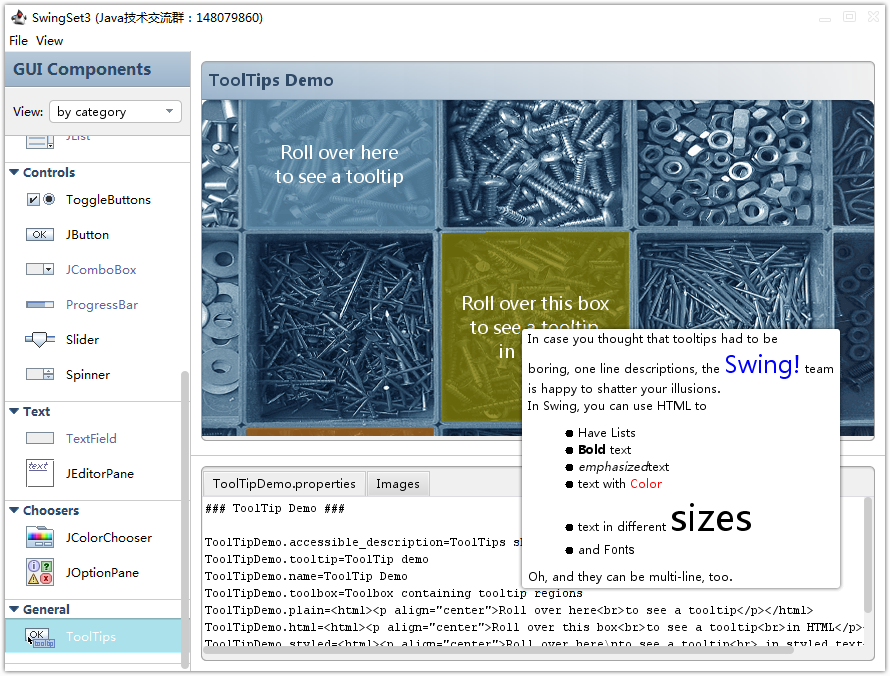 SwingSet3 (Java技术交流群：148079860)
File View
GUI Components
View: by category
JList
Controls
ToggleButtons
OK JButton
JComboBox
ProgressBar
Slider
Spinner
Text
TextField
text JEditorPane
Choosers
JColorChooser
JOptionPane
General
OK tooltip ToolTips
ToolTips Demo
Roll over here
to see a tooltip
Roll over this box
to see a tooltip
in
In case you thought that tooltips had to be
boring, one line descriptions, the Swing! team
is happy to shatter your illusions.
In Swing, you can use HTML to
● Have Lists
● Bold text
● emphasizedtext
● text with Color
● text in different sizes
● and Fonts
Oh, and they can be multi-line, too.
ToolTipDemo.properties Images
### ToolTip Demo ###
ToolTipDemo.accessible_description=ToolTips
ToolTipDemo.tooltip=ToolTip demo
ToolTipDemo.name=ToolTip Demo
ToolTipDemo.toolbox=Toolbox containing tooltip regions
ToolTipDemo.plain=<html><p align="center">Roll over here<br>to see a tooltip</p></html>
ToolTipDemo.html=<html><p align="center">Roll over this box<br>to see a tooltip<br>in HTML</p>
ToolTipDemo.styled=<html><p align="center">Roll over here\nto see a tooltip<br> in styled text